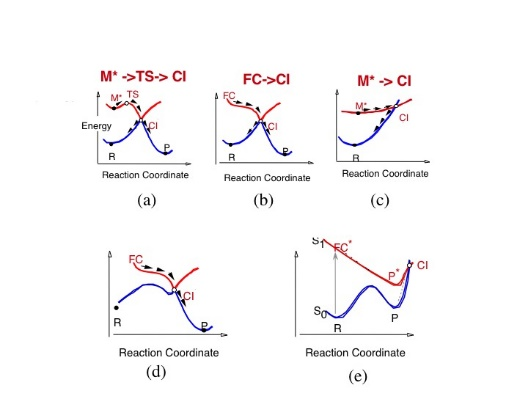 M* ->TS-> CI
FC->CI
M* -> CI
M*
TS
CI
Energy
R
P
Reaction Coordinate
(a)
FC
CI
R
P
Reaction Coordinate
(b)
M*
CI
R
Reaction Coordinate
(c)
FC
CI
R
P
Reaction Coordinate
(d)
S1
FC*
P*
CI
S0
R
P
Reaction Coordinate
(e)